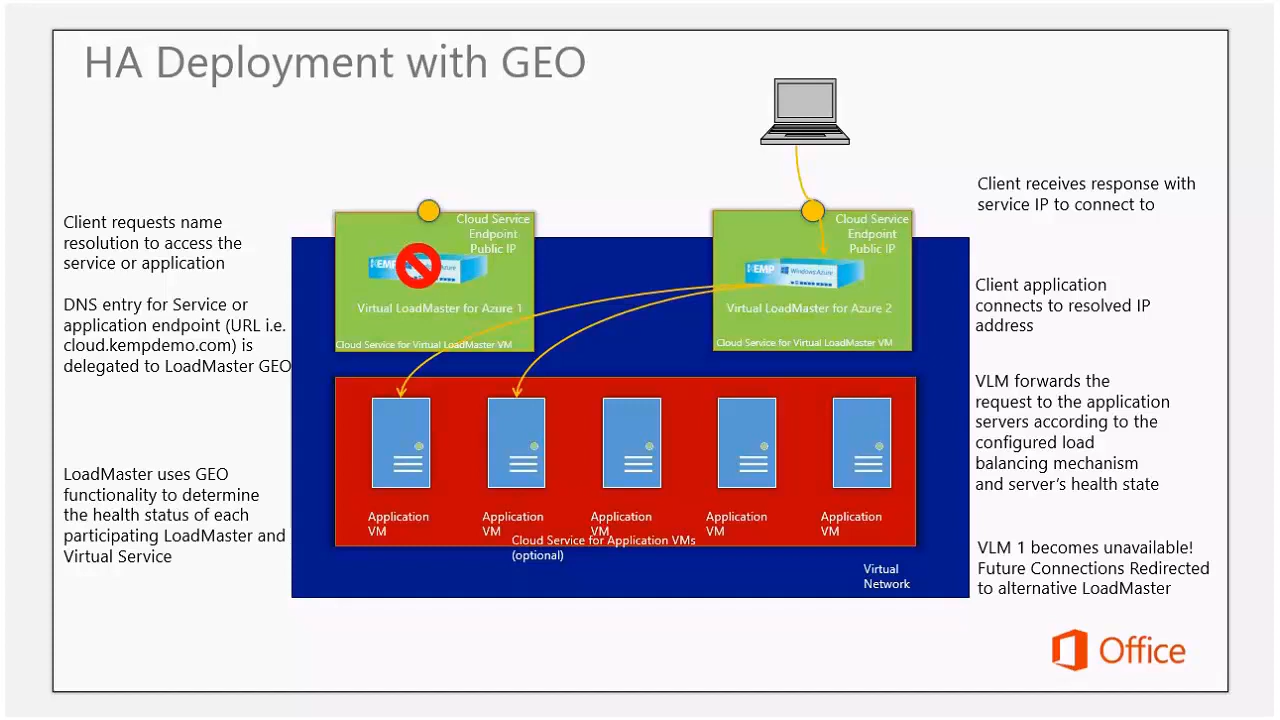 HA Deployment with GEO
Client requests name
resolution to access the
service or application
DNS entry for Service or
application endpoint (URL i.e.
cloud.kempdemo.com) is
delegated to LoadMaster GEO
LoadMaster uses GEO
functionality to determine
the health status of each
participating LoadMaster and
Virtual Service
Cloud Service
Endpoint
Public IP
KEMP
Azure
Virtual LoadMaster for Azure 1
Cloud Service for Virtual LoadMaster VM
Cloud Service
Endpoint
Public IP
KEMP
Windows Azure
Virtual LoadMaster for Azure 2
Cloud Service for Virtual LoadMaster VM
Application
VM
Application
VM
Application
VM
Application
VM
Application
VM
Cloud Service for Application VMs
(optional)
Virtual
Network
Client receives response with
service IP to connect to
Client application
connects to resolved IP
address
VLM forwards the
request to the application
servers according to the
configured load
balancing mechanism
and server's health state
VLM 1 becomes unavailable!
Future Connections Redirected
to alternative LoadMaster
Office